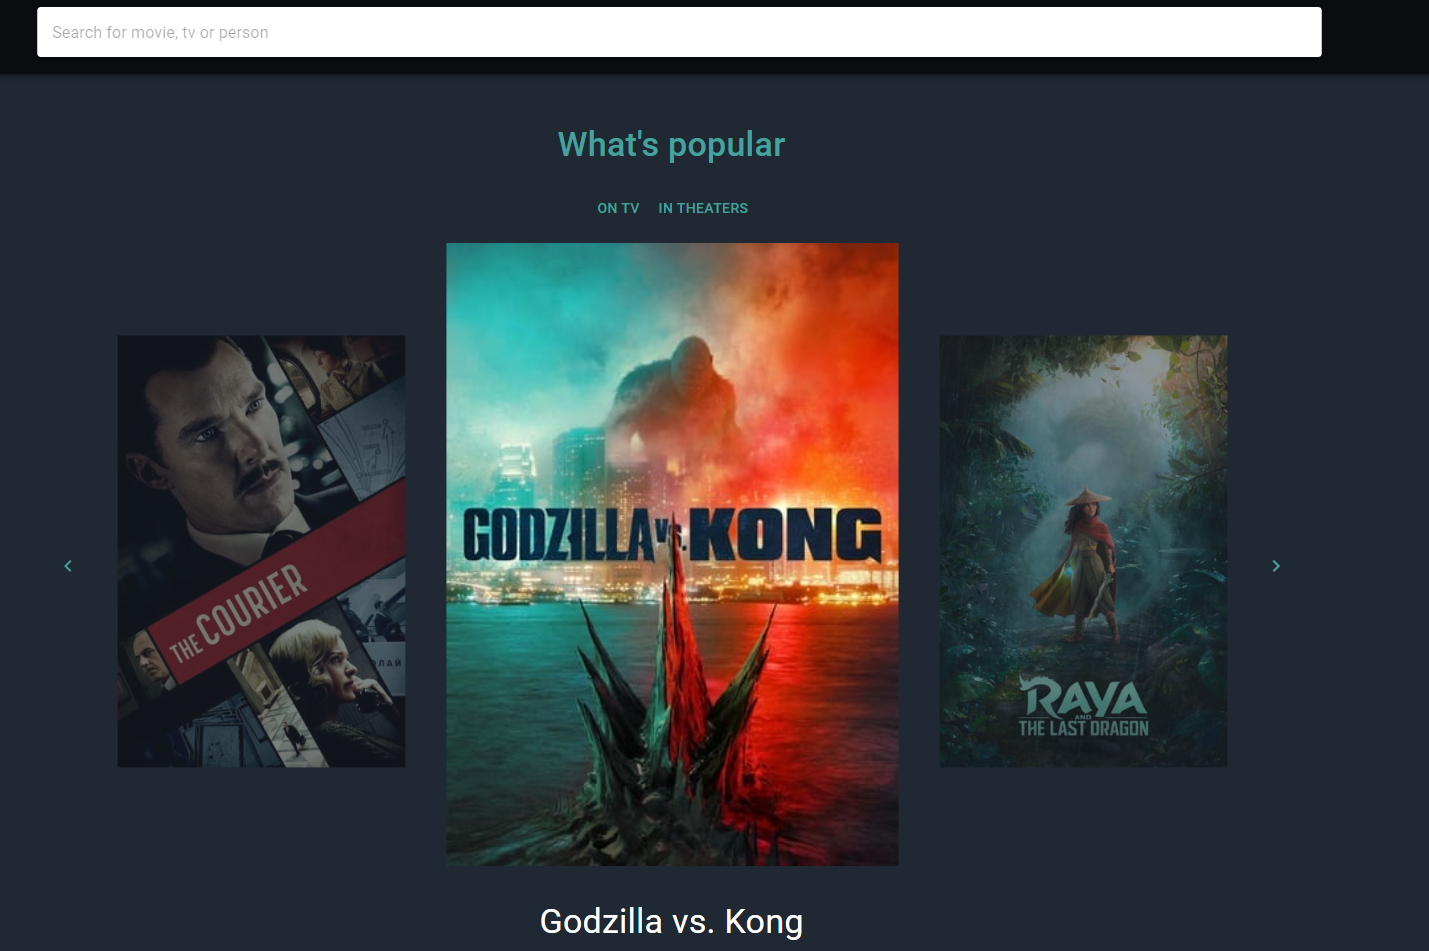 Search for movie, tv or person
What's popular
ON TV IN THEATERS
THE COURIER
GODZILLA vs. KONG
RAYA
AND
THE LAST DRAGON
Godzilla vs. Kong